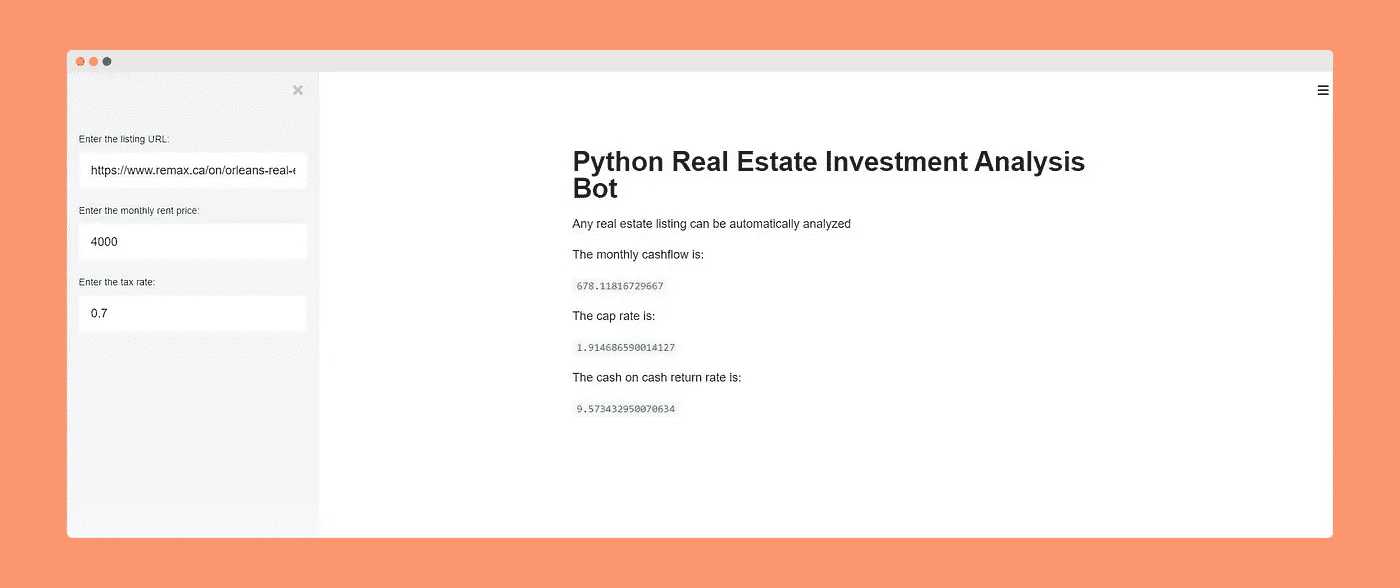 Enter the listing URL:
https://www.remax.ca/on/orleans-real-e
Enter the monthly rent price:
4000
Enter the tax rate:
0.7
Python Real Estate Investment Analysis
Bot
Any real estate listing can be automatically analyzed
The monthly cashflow is:
678.11816729667
The cap rate is:
1.914686590014127
The cash on cash return rate is:
9.573432950070634